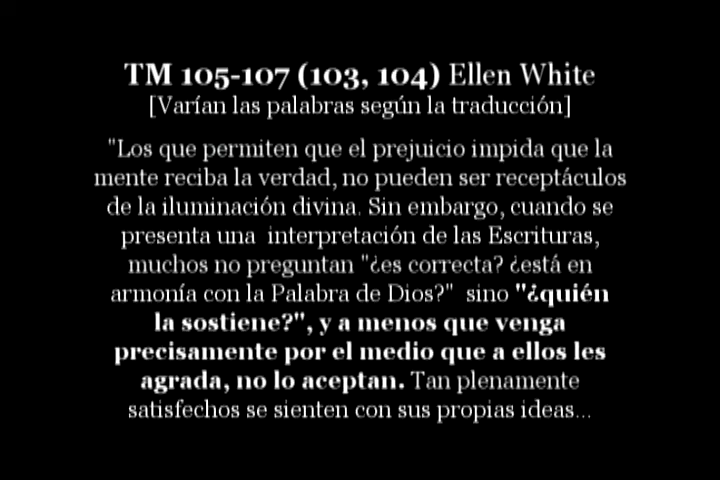 TM 105-107 (103, 104) Ellen White
[Varían las palabras según la traducción]
"Los que permiten que el prejuicio impida que la
mente reciba la verdad, no pueden ser receptáculos
de la iluminación divina. Sin embargo, cuando se
presenta una interpretación de las Escrituras,
muchos no preguntan "¿es correcta? ¿está en
armonía con la Palabra de Dios?" sino "¿quién
la sostiene?", y a menos que venga
precisamente por el medio que a ellos les
agrada, no lo aceptan. Tan plenamente
satisfechos se sienten con sus propias ideas...